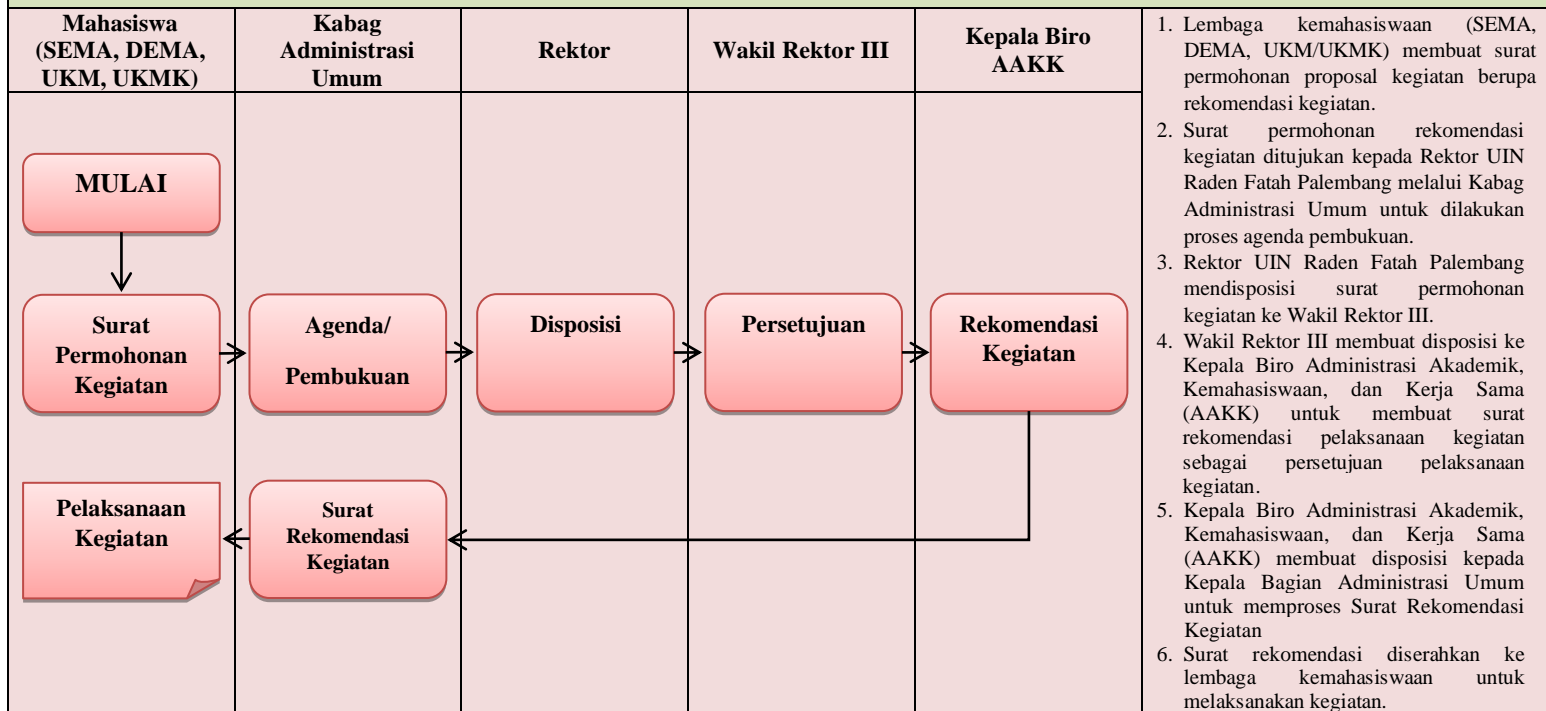 Mahasiswa
(SEMA, DEMA,
UKM, UKMK)
Kabag
Administrasi
Umum
Rektor
Wakil Rektor III
Kepala Biro
AAKK
MULAI
Surat
Permohonan
Kegiatan
Agenda/
Pembukuan
Disposisi
Persetujuan
Rekomendasi
Kegiatan
Pelaksanaan
Kegiatan
Surat
Rekomendasi
Kegiatan
1. Lembaga kemahasiswaan (SEMA,
DEMA, UKM/UKMK) membuat surat
permohonan proposal kegiatan berupa
rekomendasi kegiatan.
2. Surat permohonan rekomendasi
kegiatan ditujukan kepada Rektor UIN
Raden Fatah Palembang melalui Kabag
Administrasi Umum untuk dilakukan
proses agenda pembukuan.
3. Rektor UIN Raden Fatah Palembang
mendisposisi surat permohonan
kegiatan ke Wakil Rektor III.
4. Wakil Rektor III membuat disposisi ke
Kepala Biro Administrasi Akademik,
Kemahasiswaan, dan Kerja Sama
(AAKK) untuk membuat surat
rekomendasi pelaksanaan kegiatan
sebagai persetujuan pelaksanaan
kegiatan.
5. Kepala Biro Administrasi Akademik,
Kemahasiswaan, dan Kerja Sama
(AAKK) membuat disposisi kepada
Kepala Bagian Administrasi Umum
untuk memproses Surat Rekomendasi
Kegiatan
6. Surat rekomendasi diserahkan ke
lembaga kemahasiswaan untuk
melaksanakan kegiatan.